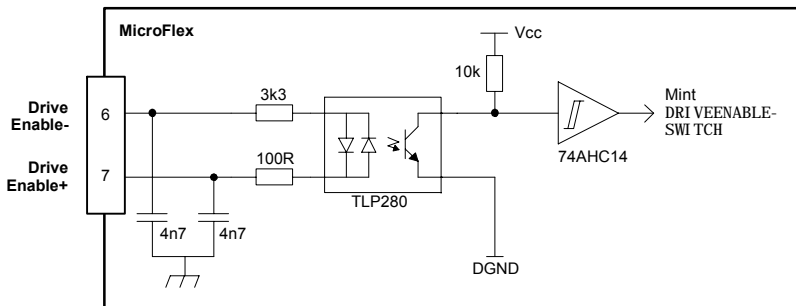 MicroFlex
Vcc
10k
Mint
DRIVEENABLE-
SWITCH
74AHC14
Drive
Enable-
6
3k3
Drive
Enable+
7
100R
TLP280
4n7
4n7
DGND